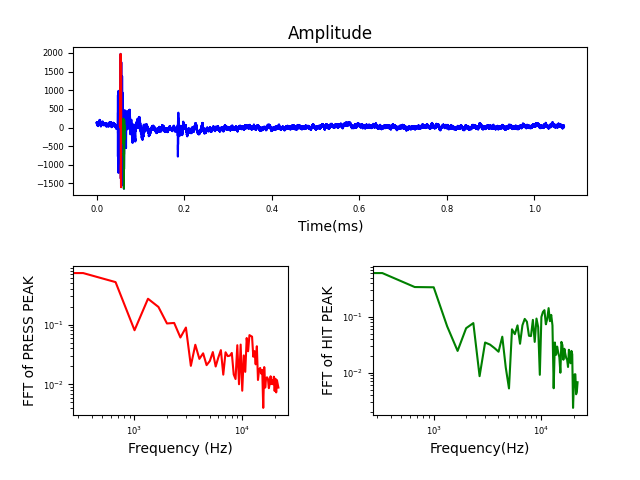 Amplitude
2000
1500
1000
500
0
−500
−1000
−1500
0.0 0.2 0.4 0.6 0.8 1.0
Time(ms)
FFT of PRESS PEAK
10⁻¹
10⁻²
10³ 10⁴
Frequency (Hz)
FFT of HIT PEAK
10⁻¹
10⁻²
10³ 10⁴
Frequency(Hz)